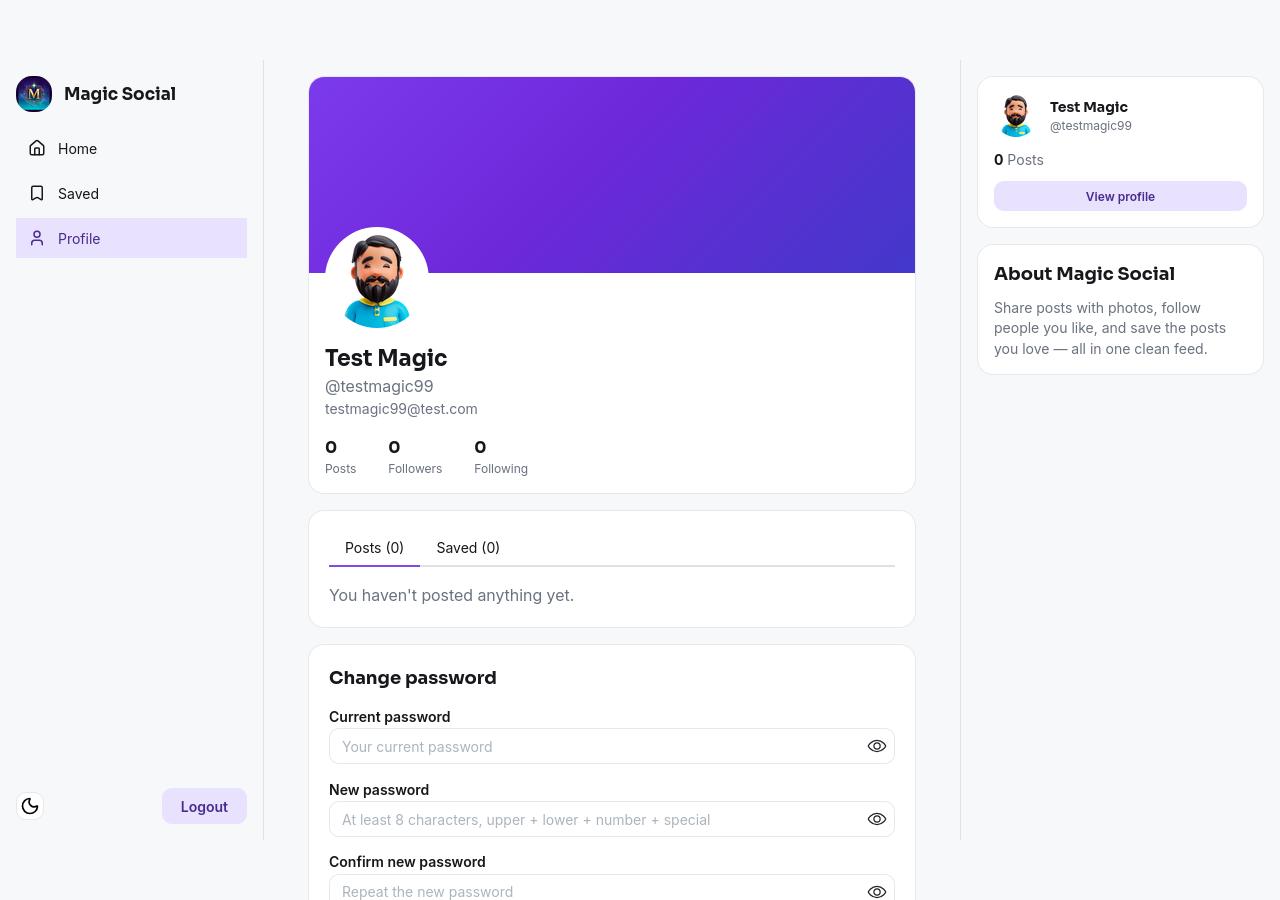 Magic Social
Home
Saved
Profile
Logout
Test Magic
@testmagic99
testmagic99@test.com
0 0 0
Posts Followers Following
Posts (0) Saved (0)
You haven't posted anything yet.
Change password
Current password
Your current password
New password
At least 8 characters, upper + lower + number + special
Confirm new password
Repeat the new password
Test Magic
@testmagic99
0 Posts
View profile
About Magic Social
Share posts with photos, follow
people you like, and save the posts
you love — all in one clean feed.